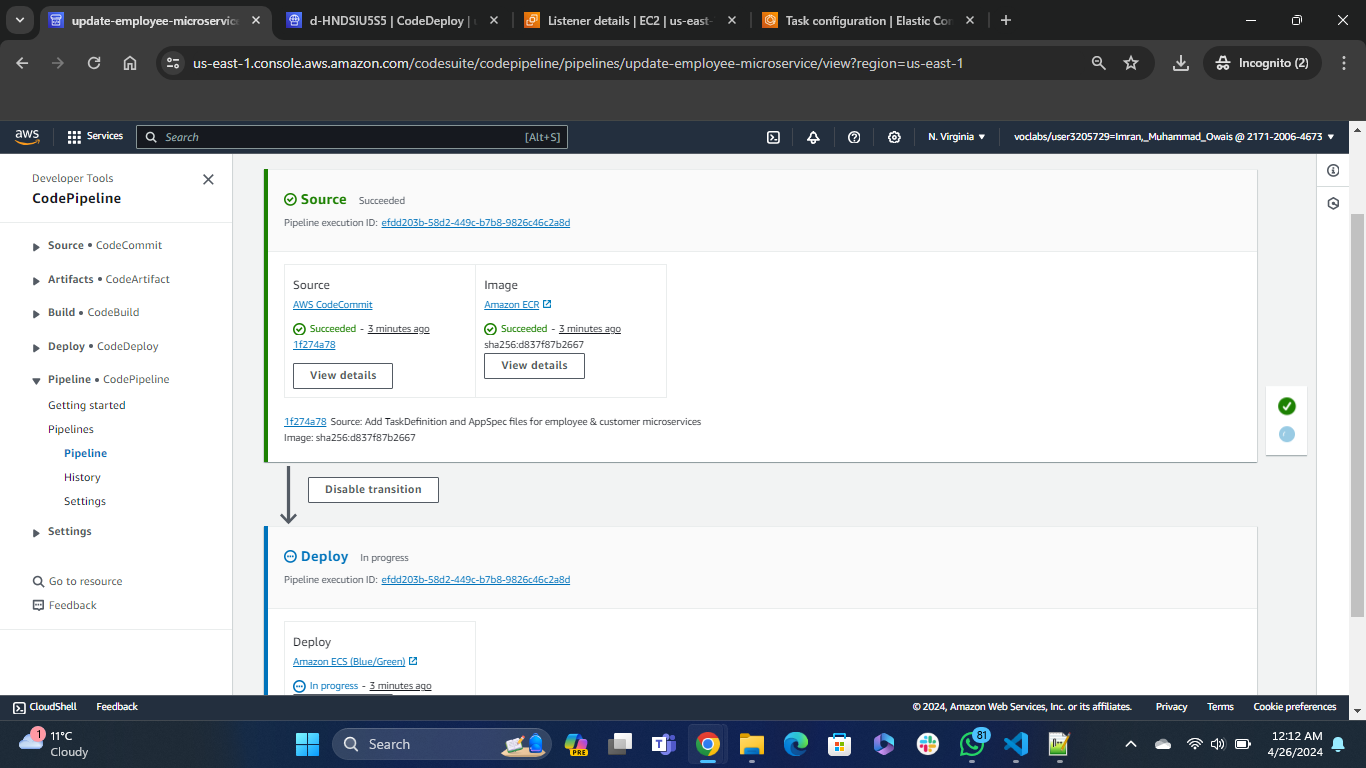 update-employee-microservic
d-HNDSIU5S5 | CodeDeploy | u
Listener details | EC2 | us-east-
Task configuration | Elastic Con
us-east-1.console.aws.amazon.com/codesuite/codepipeline/pipelines/update-employee-microservice/view?region=us-east-1
Incognito (2)
aws
Services
Search
[Alt+S]
N. Virginia
voclabs/user3205729=Imran,_Muhammad_Owais @ 2171-2006-4673
Developer Tools
CodePipeline
Source • CodeCommit
Artifacts • CodeArtifact
Build • CodeBuild
Deploy • CodeDeploy
Pipeline • CodePipeline
Getting started
Pipelines
Pipeline
History
Settings
Settings
Go to resource
Feedback
Source Succeeded
Pipeline execution ID: efdd203b-58d2-449c-b7b8-9826c46c2a8d
Source
AWS CodeCommit
Succeeded - 3 minutes ago
1f274a78
View details
Image
Amazon ECR
Succeeded - 3 minutes ago
sha256:d837f87b2667
View details
1f274a78 Source: Add TaskDefinition and AppSpec files for employee & customer microservices
Image: sha256:d837f87b2667
Disable transition
Deploy In progress
Pipeline execution ID: efdd203b-58d2-449c-b7b8-9826c46c2a8d
Deploy
Amazon ECS (Blue/Green)
In progress - 3 minutes ago
CloudShell
Feedback
© 2024, Amazon Web Services, Inc. or its affiliates.
Privacy
Terms
Cookie preferences
1
11°C
Cloudy
Search
PRE
81
12:12 AM
4/26/2024